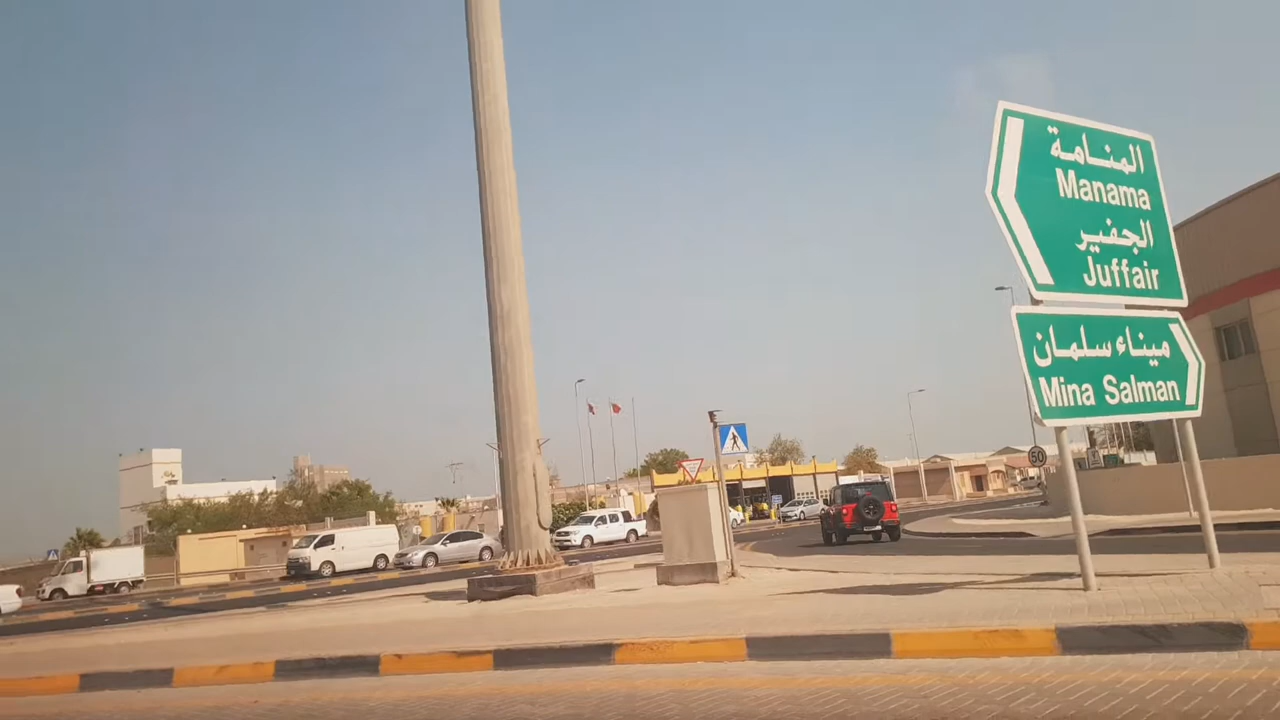 المنامة
Manama
الجفير
Juffair
ميناء سلمان
Mina Salman
50